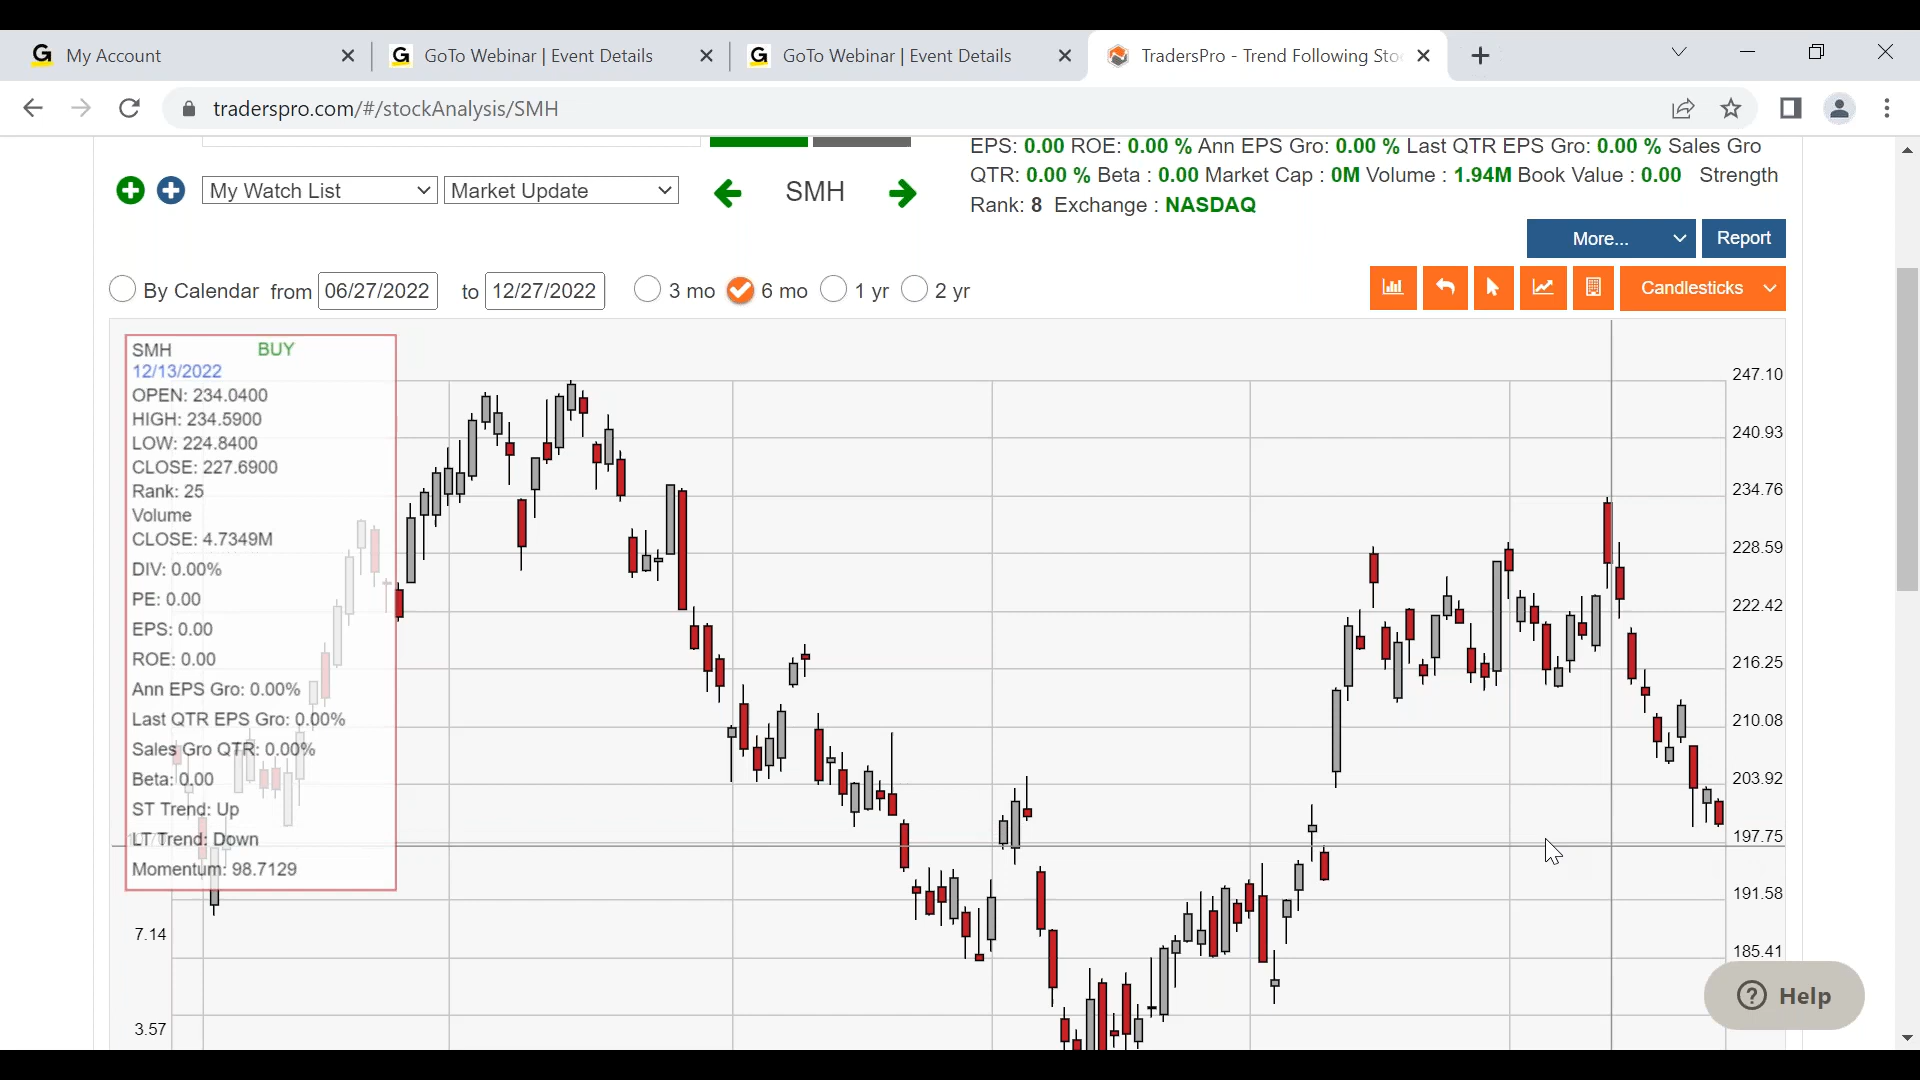 My Account
GoTo Webinar | Event Details
GoTo Webinar | Event Details
TradersPro - Trend Following Sto
traderspro.com/#/stockAnalysis/SMH
EPS: 0.00 ROE: 0.00 % Ann EPS Gro: 0.00 % Last QTR EPS Gro: 0.00 % Sales Gro
QTR: 0.00 % Beta : 0.00 Market Cap : 0M Volume : 1.94M Book Value : 0.00 Strength
Rank: 8 Exchange : NASDAQ
My Watch List
Market Update
SMH
More...
Report
By Calendar from 06/27/2022 to 12/27/2022 3 mo 6 mo 1 yr 2 yr
Candlesticks
SMH BUY
12/13/2022
OPEN: 234.0400
HIGH: 234.5900
LOW: 224.8400
CLOSE: 227.6900
Rank: 25
Volume
CLOSE: 4.7349M
DIV: 0.00%
PE: 0.00
EPS: 0.00
ROE: 0.00
Ann EPS Gro: 0.00%
Last QTR EPS Gro: 0.00%
Sales Gro QTR: 0.00%
Beta: 0.00
ST Trend: Up
LT Trend: Down
Momentum: 98.7129
7.14
3.57
247.10
240.93
234.76
228.59
222.42
216.25
210.08
203.92
197.75
191.58
185.41
Help